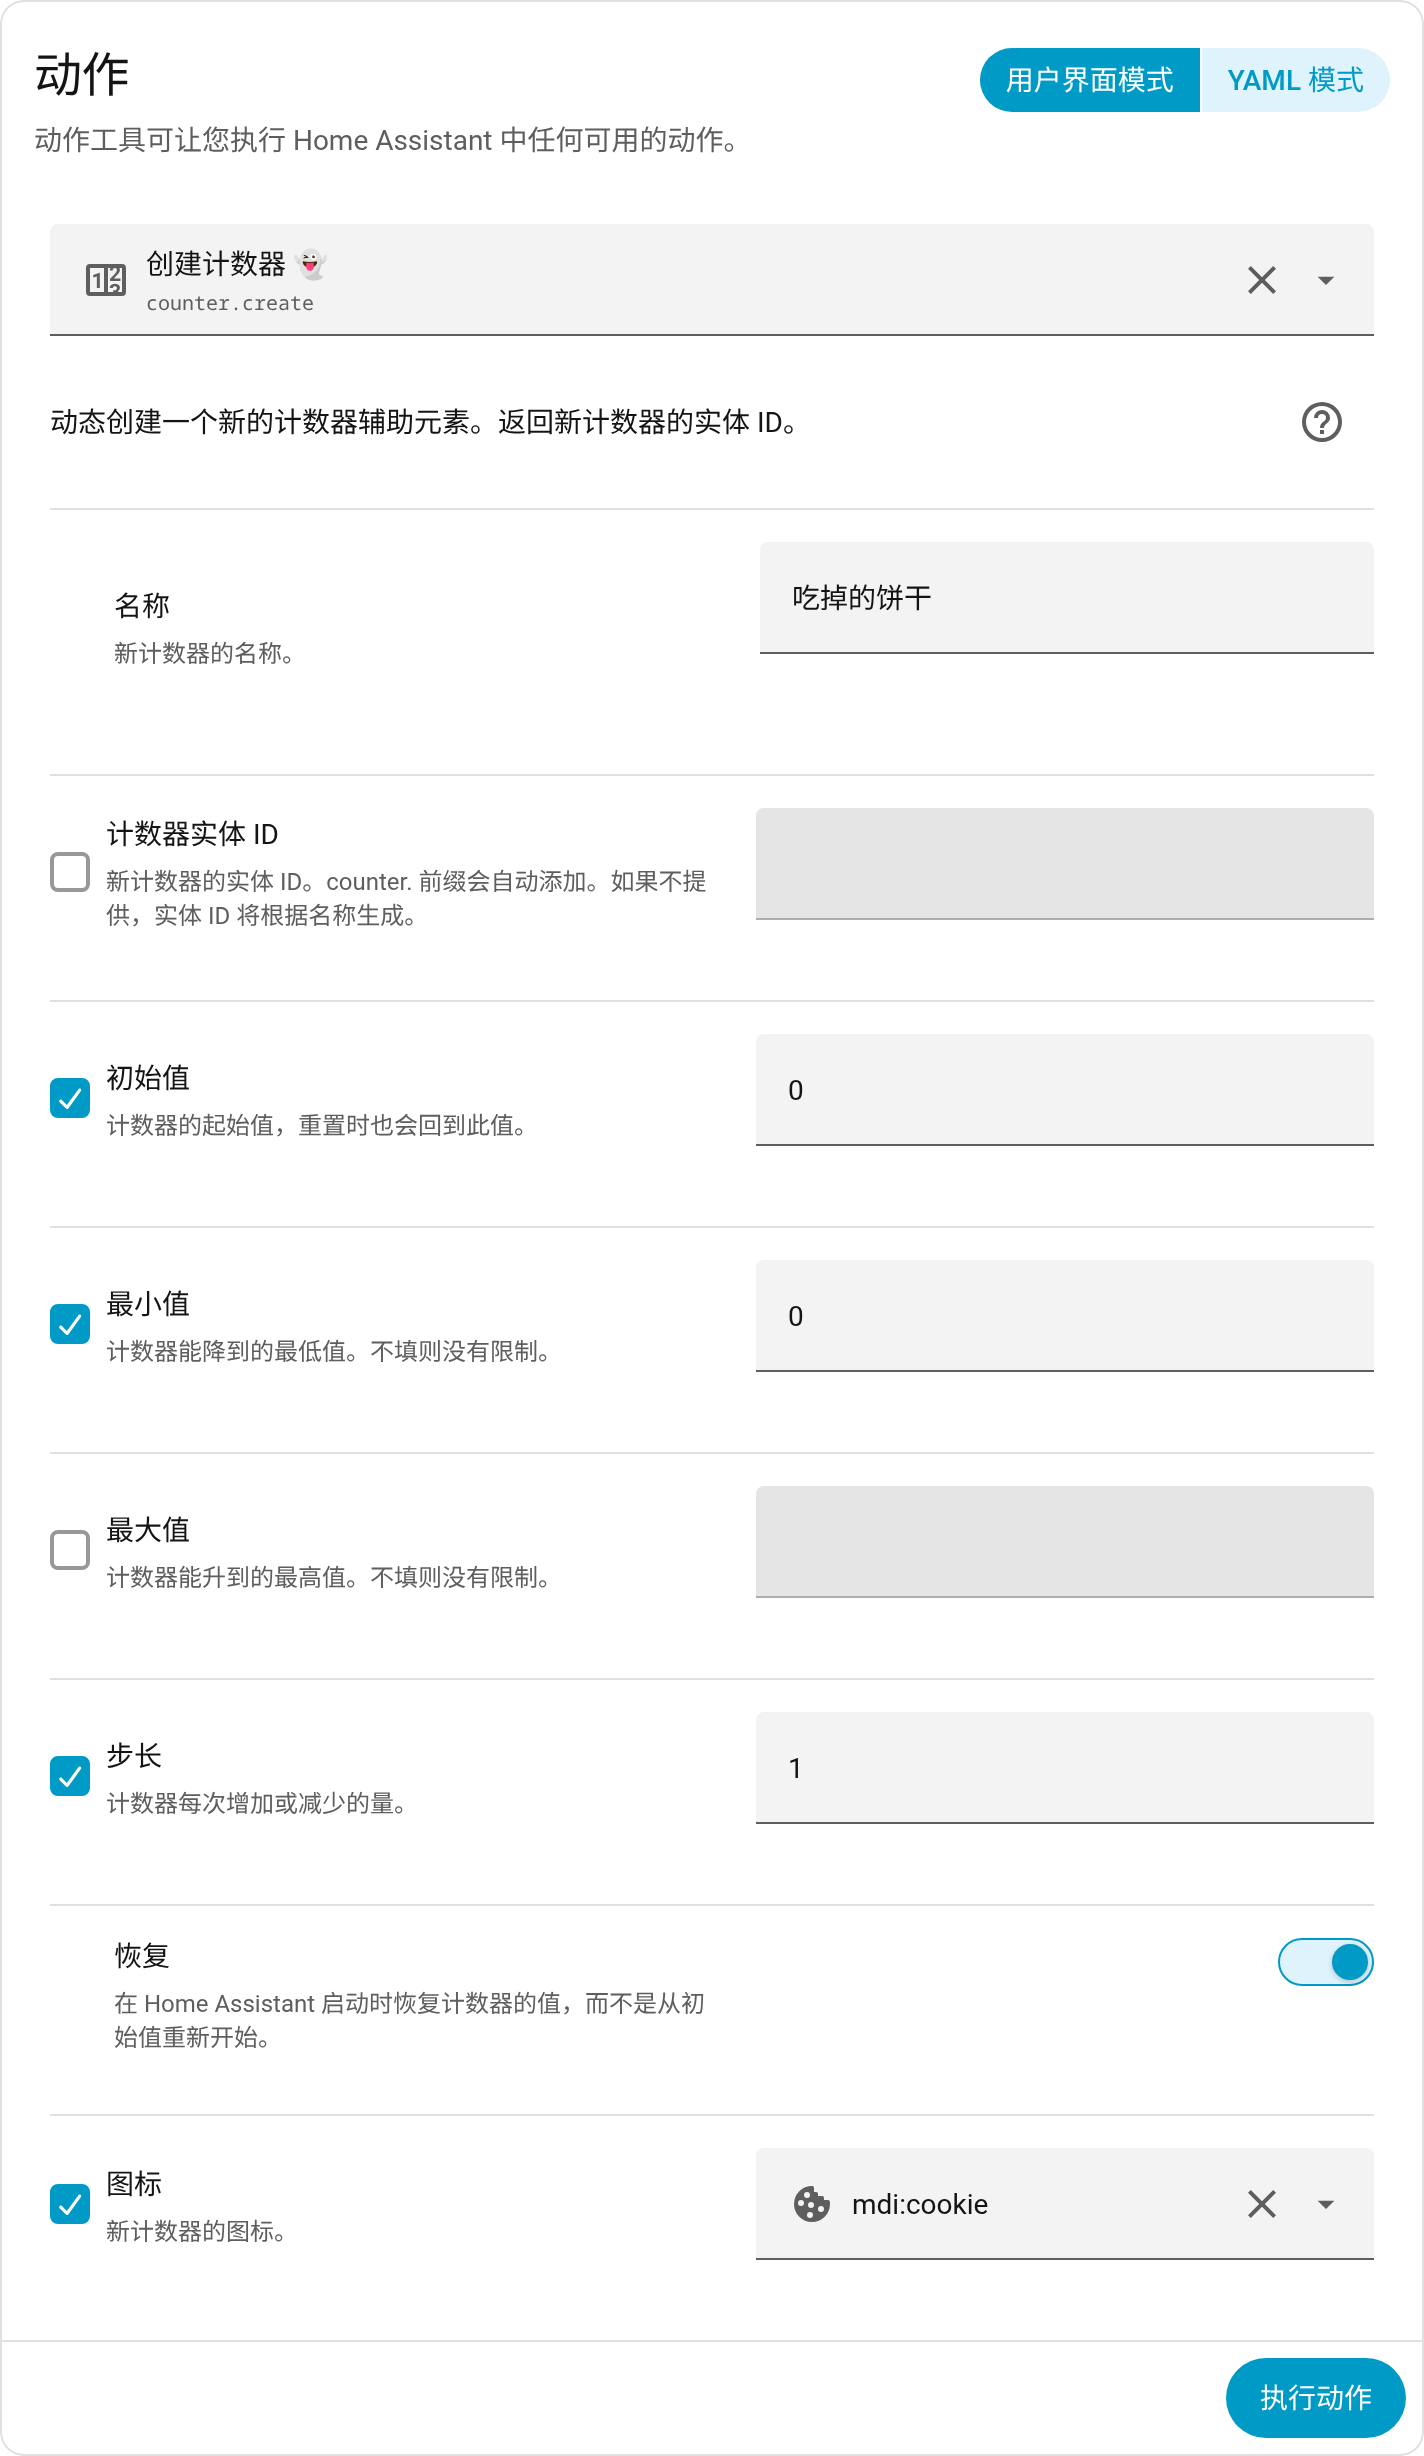 动作
用户界面模式
YAML 模式
动作工具可让您执行 Home Assistant 中任何可用的动作。
创建计数器 👻
counter.create
动态创建一个新的计数器辅助元素。返回新计数器的实体 ID。
名称
新计数器的名称。
吃掉的饼干
计数器实体 ID
新计数器的实体 ID。counter. 前缀会自动添加。如果不提
供，实体 ID 将根据名称生成。
初始值
计数器的起始值，重置时也会回到此值。
0
最小值
计数器能降到的最低值。不填则没有限制。
0
最大值
计数器能升到的最高值。不填则没有限制。
步长
计数器每次增加或减少的量。
1
恢复
在 Home Assistant 启动时恢复计数器的值，而不是从初
始值重新开始。
图标
新计数器的图标。
mdi:cookie
执行动作